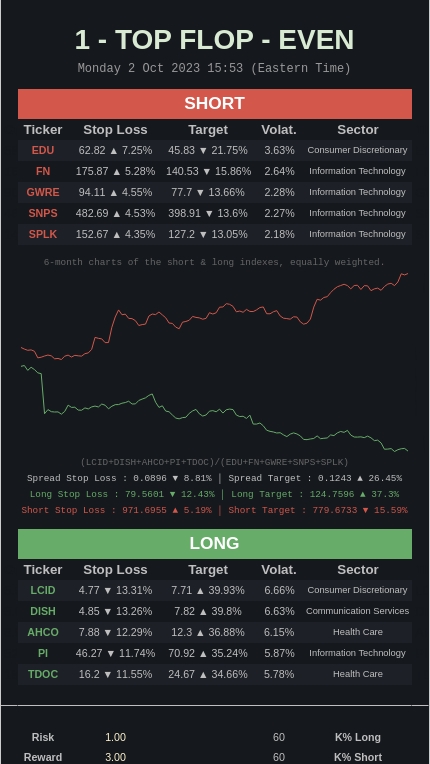 1 - TOP FLOP - EVEN
Monday 2 Oct 2023 15:53 (Eastern Time)
SHORT
Ticker Stop Loss Target Volat. Sector
EDU 62.82 ▲ 7.25% 45.83 ▼ 21.75% 3.63% Consumer Discretionary
FN 175.87 ▲ 5.28% 140.53 ▼ 15.86% 2.64% Information Technology
GWRE 94.11 ▲ 4.55% 77.7 ▼ 13.66% 2.28% Information Technology
SNPS 482.69 ▲ 4.53% 398.91 ▼ 13.6% 2.27% Information Technology
SPLK 152.67 ▲ 4.35% 127.2 ▼ 13.05% 2.18% Information Technology
6-month charts of the short & long indexes, equally weighted.
(LCID+DISH+AHCO+PI+TDOC)/(EDU+FN+GWRE+SNPS+SPLK)
Spread Stop Loss : 0.0896 ▼ 8.81% | Spread Target : 0.1243 ▲ 26.45%
Long Stop Loss : 79.5601 ▼ 12.43% | Long Target : 124.7596 ▲ 37.3%
Short Stop Loss : 971.6955 ▲ 5.19% | Short Target : 779.6733 ▼ 15.59%
LONG
Ticker Stop Loss Target Volat. Sector
LCID 4.77 ▼ 13.31% 7.71 ▲ 39.93% 6.66% Consumer Discretionary
DISH 4.85 ▼ 13.26% 7.82 ▲ 39.8% 6.63% Communication Services
AHCO 7.88 ▼ 12.29% 12.3 ▲ 36.88% 6.15% Health Care
PI 46.27 ▼ 11.74% 70.92 ▲ 35.24% 5.87% Information Technology
TDOC 16.2 ▼ 11.55% 24.67 ▲ 34.66% 5.78% Health Care
Risk 1.00 60 K% Long
Reward 3.00 60 K% Short